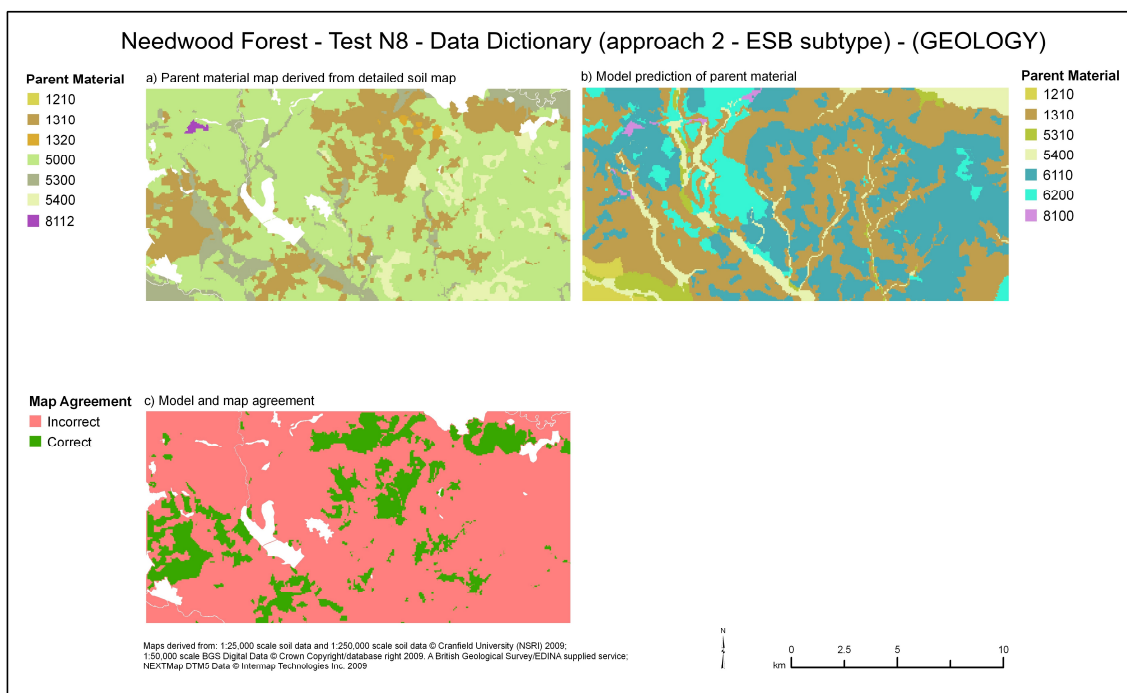 Needwood Forest - Test N8 - Data Dictionary (approach 2 - ESB subtype) - (GEOLOGY)
Parent Material
1210
1310
1320
5000
5300
5400
8112
a) Parent material map derived from detailed soil map
b) Model prediction of parent material
Parent Material
1210
1310
5310
5400
6110
6200
8100
Map Agreement
Incorrect
Correct
c) Model and map agreement
Maps derived from: 1:25,000 scale soil data and 1:250,000 scale soil data © Cranfield University (NSRI) 2009;
1:50,000 scale BGS Digital Data © Crown Copyright/database right 2009. A British Geological Survey/EDINA supplied service;
NEXTMap DTM5 Data © Intermap Technologies Inc. 2009
N
0 2.5 5 10
km